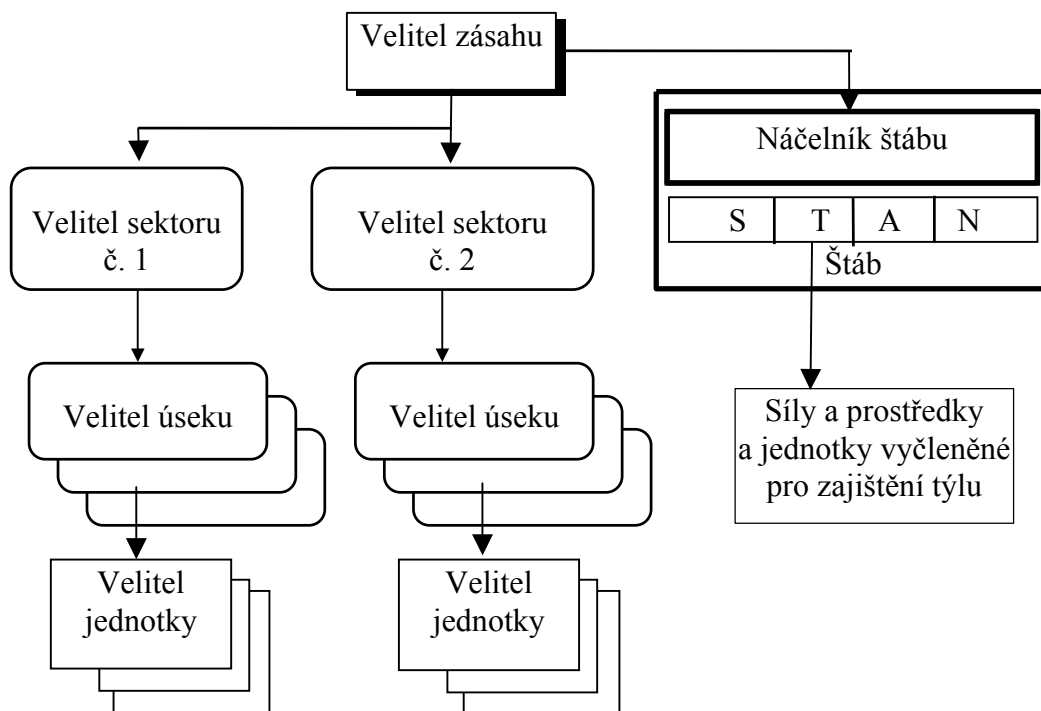 Velitel zásahu
Náčelník štábu
S T A N
Štáb
Velitel sektoru
č. 1
Velitel sektoru
č. 2
Velitel úseku
Velitel úseku
Síly a prostředky
a jednotky vyčleněné
pro zajištění týlu
Velitel
jednotky
Velitel
jednotky